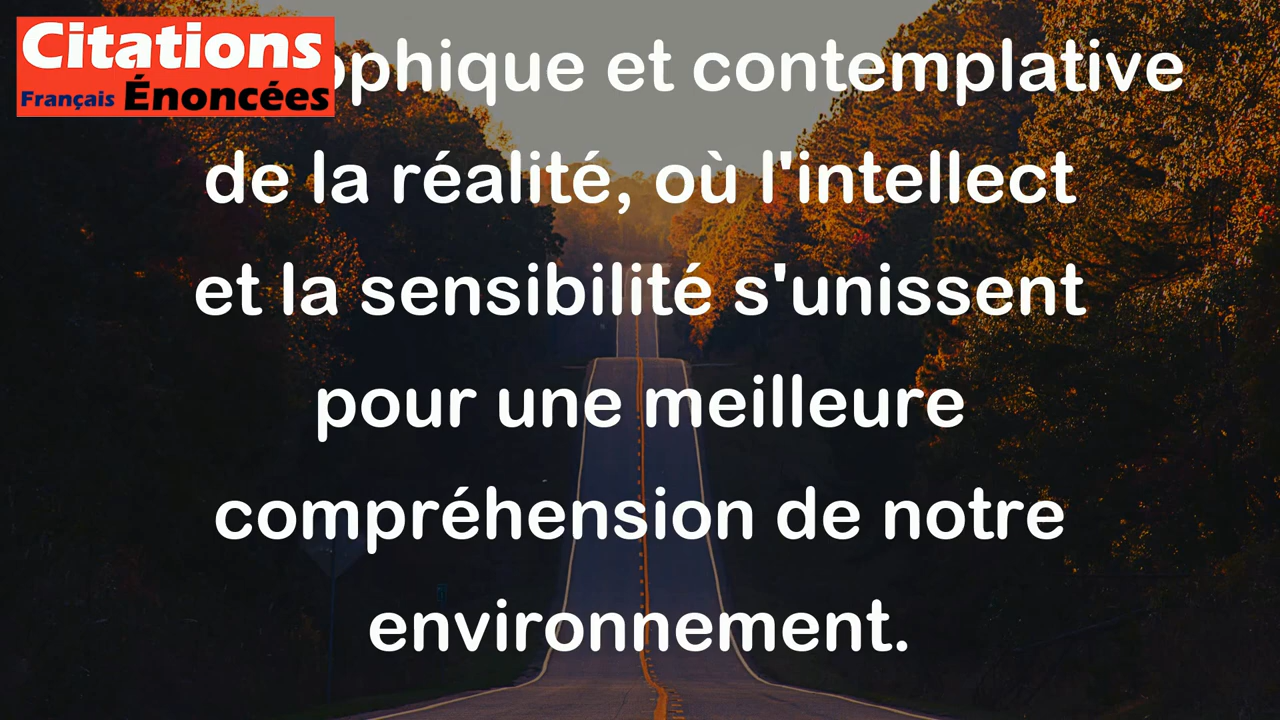 Citations
Français Énoncées
ophique et contemplative
de la réalité, où l'intellect
et la sensibilité s'unissent
pour une meilleure
compréhension de notre
environnement.